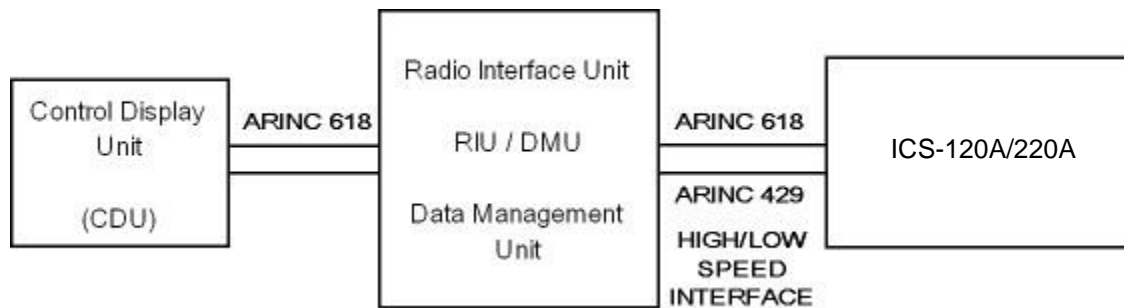 Control Display
Unit
(CDU)
ARINC 618
Radio Interface Unit
RIU / DMU
Data Management
Unit
ARINC 618
ARINC 429
HIGH/LOW
SPEED
INTERFACE
ICS-120A/220A